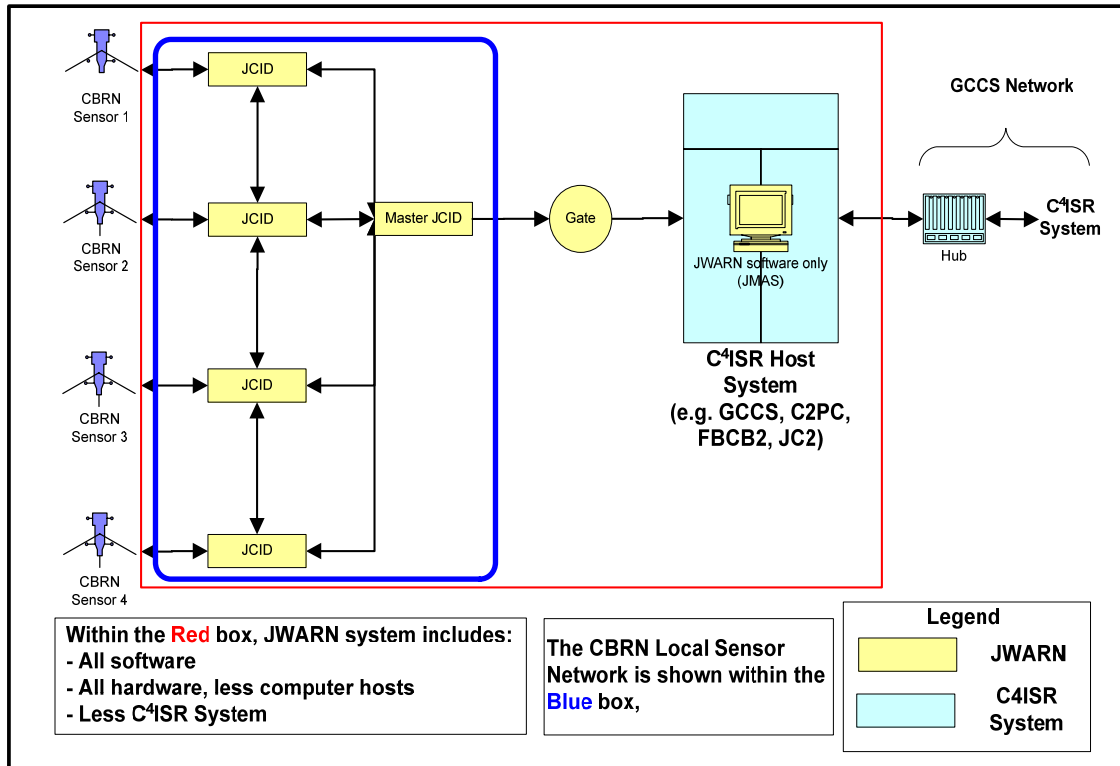 CBRN
Sensor 1
CBRN
Sensor 2
CBRN
Sensor 3
CBRN
Sensor 4
JCID
JCID
JCID
JCID
Master JCID
Gate
JWARN software only
(JMAS)
C⁴ISR Host
System
(e.g. GCCS, C2PC,
FBCB2, JC2)
GCCS Network
Hub
C⁴ISR
System
Within the Red box, JWARN system includes:
- All software
- All hardware, less computer hosts
- Less C⁴ISR System
The CBRN Local Sensor
Network is shown within the
Blue box,
Legend
JWARN
C4ISR
System